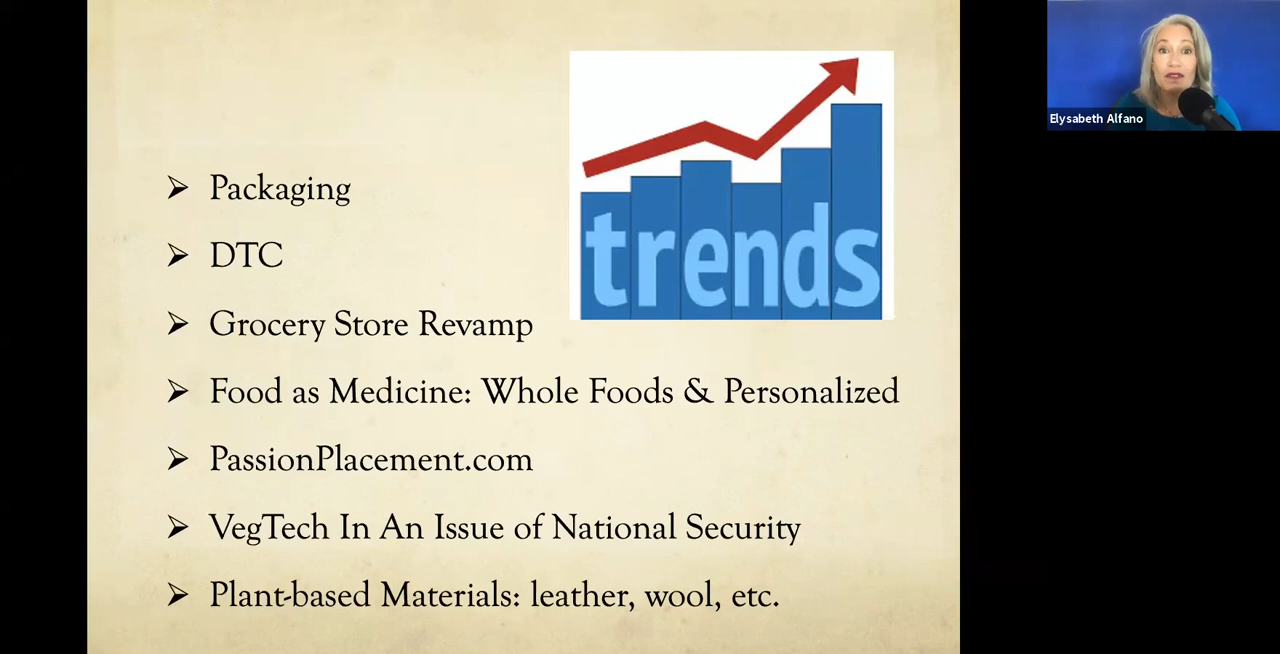 trends
Packaging
DTC
Grocery Store Revamp
Food as Medicine: Whole Foods & Personalized
PassionPlacement.com
VegTech In An Issue of National Security
Plant-based Materials: leather, wool, etc.
Elysabeth Alfano